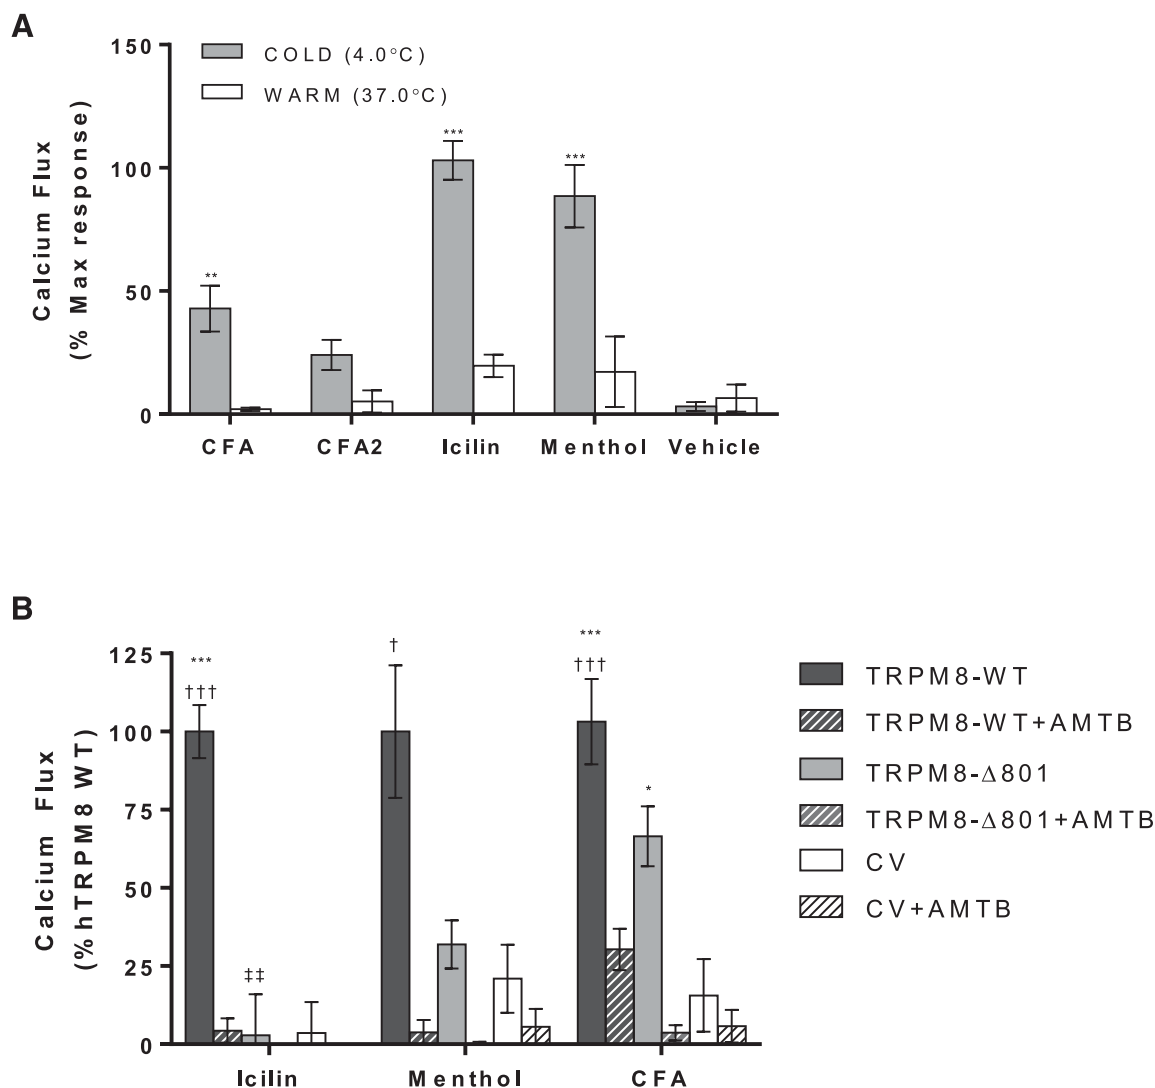 A
150
COLD (4.0°C)
WARM (37.0°C)
***
***
100
Calcium Flux
(% Max response)
**
50
0
CFA CFA2 Icilin Menthol Vehicle
B
125
***
†††
†
***
†††
TRPM8-WT
100
TRPM8-WT+AMTB
Calcium Flux
(%hTRPM8 WT)
75
*
TRPM8-Δ801
TRPM8-Δ801+AMTB
50
CV
CV+AMTB
25
‡‡
0
Icilin Menthol CFA